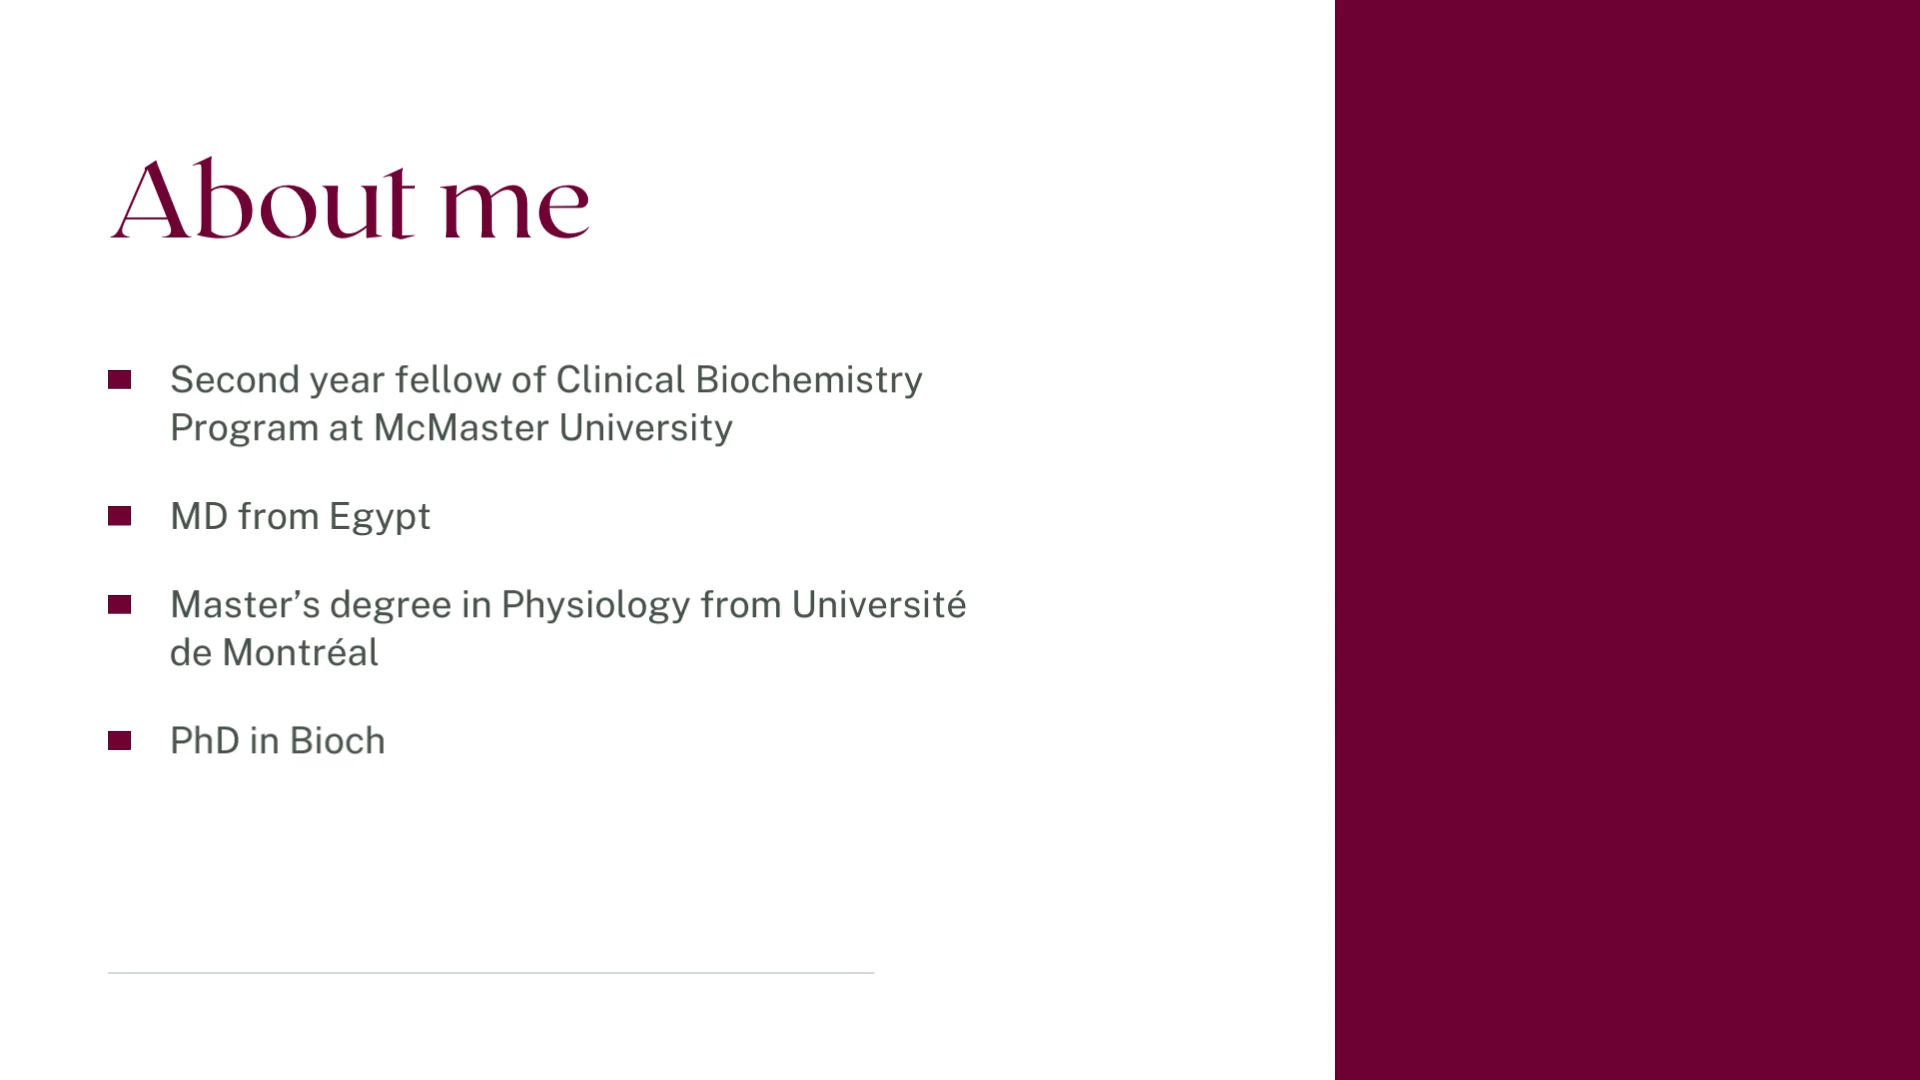 About me
Second year fellow of Clinical Biochemistry
Program at McMaster University
MD from Egypt
Master’s degree in Physiology from Université
de Montréal
PhD in Bioch